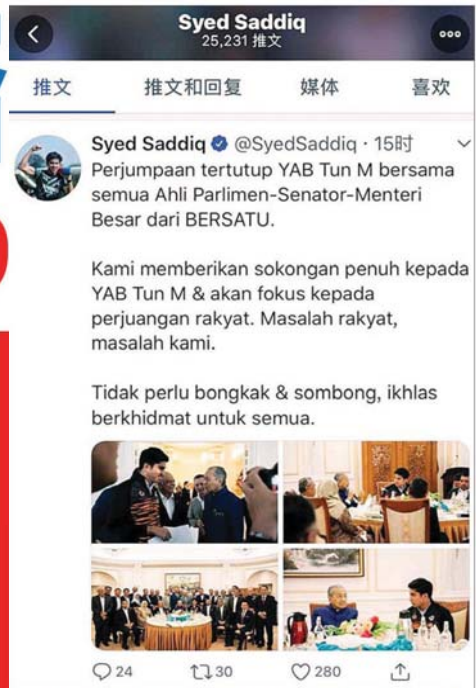 Syed Saddiq
25,231 推文
推文 推文和回复 媒体 喜欢
Syed Saddiq @SyedSaddiq · 15时
Perjumpaan tertutup YAB Tun M bersama
semua Ahli Parlimen-Senator-Menteri
Besar dari BERSATU.
Kami memberikan sokongan penuh kepada
YAB Tun M & akan fokus kepada
perjuangan rakyat. Masalah rakyat,
masalah kami.
Tidak perlu bongkak & sombong, ikhlas
berkhidmat untuk semua.
24 30 280